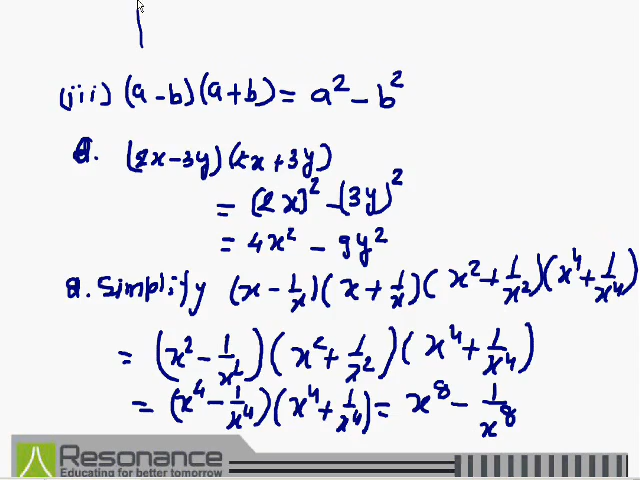 (iii) (a - b)(a + b) = a² - b²
Q. (2x - 3y)(2x + 3y)
= (2x)² - (3y)²
= 4x² - 9y²
Q. Simplify (x - 1/x)(x + 1/x)(x² + 1/x²)(x⁴ + 1/x⁴)
= (x² - 1/x²)(x² + 1/x²)(x⁴ + 1/x⁴)
= (x⁴ - 1/x⁴)(x⁴ + 1/x⁴) = x⁸ - 1/x⁸
Resonance
Educating for better tomorrow